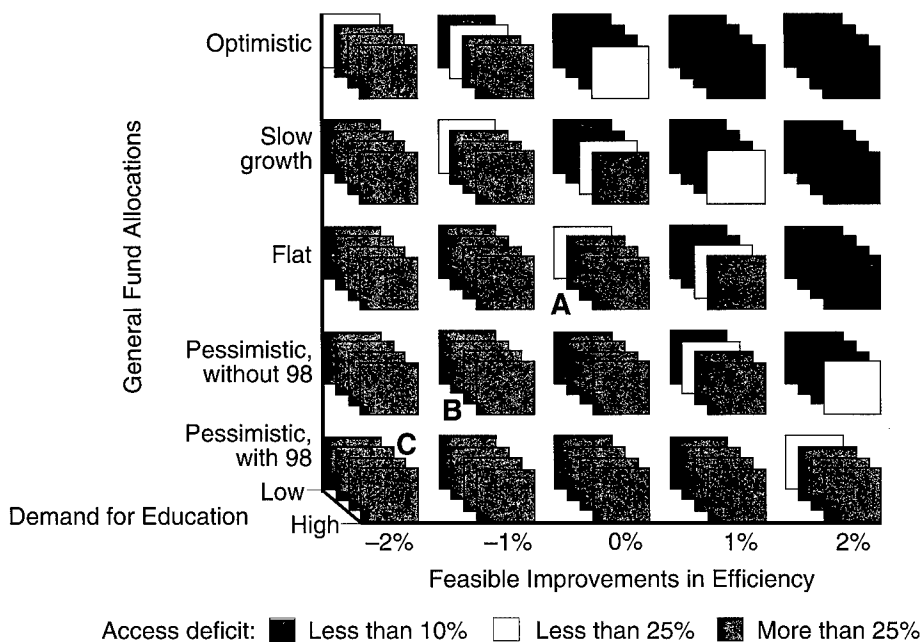 Optimistic
Slow
growth
Flat
Pessimistic,
without 98
Pessimistic,
with 98
General Fund Allocations
A
B
C
Low
Demand for Education
High
–2%
–1%
0%
1%
2%
Feasible Improvements in Efficiency
Access deficit: Less than 10% Less than 25% More than 25%